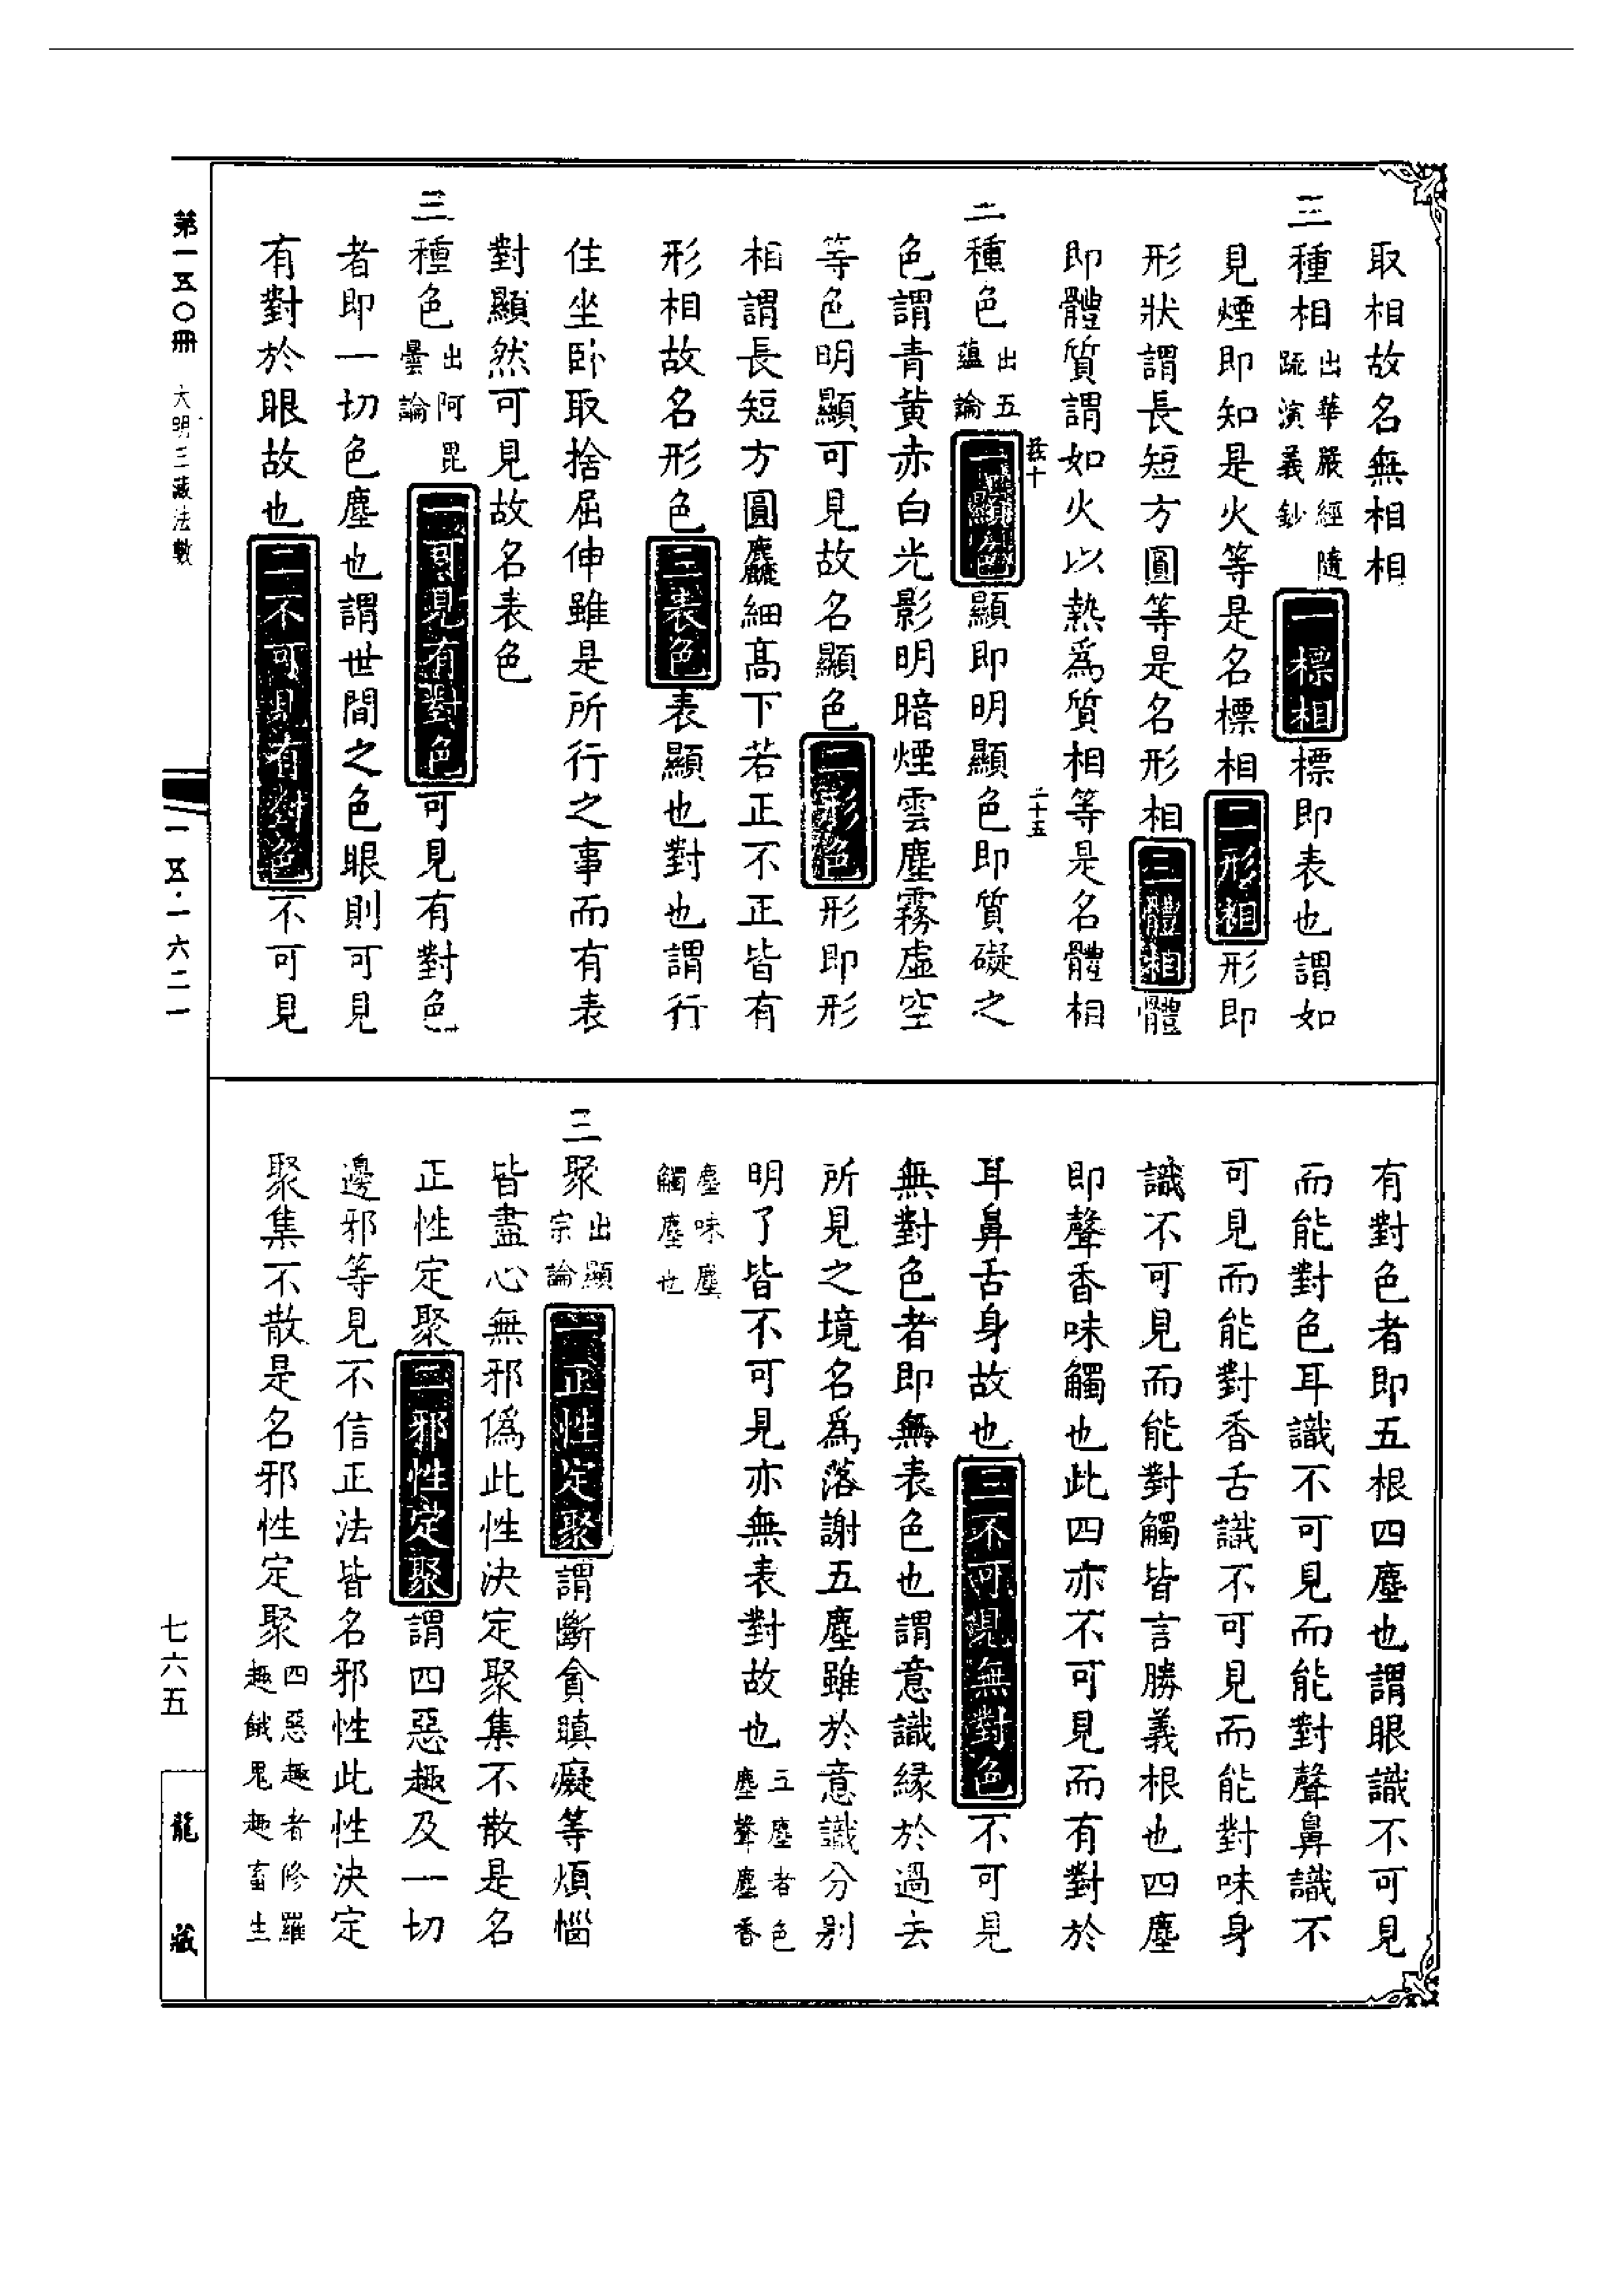 取相故名無相相
三種相出華嚴經隨疏演義鈔一標相標即表也謂如
見煙即知是火等是名標相二形相形即
形狀謂長短方圓等是名形相三體相體
即體質謂如火以熱爲質相等是名體相
茲十 二十五
三種色出五蘊論一顯色顯即明顯色即質礙之
色謂青黄赤白光影明暗煙雲塵霧虛空
等色明顯可見故名顯色二形色形即形
相謂長短方圓麤細高下若正不正皆有
形相故名形色三表色表顯也對也謂行
住坐卧取捨屈伸雖是所行之事而有表
對顯然可見故名表色
三種色出阿毘曇論一可見有對色可見有對色
者即一切色塵也謂世間之色眼則可見
有對於眼故也二不可見有對色不可見
有對色者即五根四塵也謂眼識不可見
而能對色耳識不可見而能對聲鼻識不
可見而能對香舌識不可見而能對味身
識不可見而能對觸皆言勝義根也四塵
即聲香味觸也此四亦不可見而有對於
耳鼻舌身故也三不可見無對色不可見
無對色者即無表色也謂意識緣於過去
所見之境名爲落謝五塵雖於意識分別
明了皆不可見亦無表對故也五塵者色塵聲塵香
塵味塵觸塵也
三聚出顯宗論一正性定聚謂斷貪瞋癡等煩惱
皆盡心無邪僞此性決定聚集不散是名
正性定聚二邪性定聚謂四惡趣及一切
邊邪等見不信正法皆名邪性此性決定
聚集不散是名邪性定聚四惡趣者修羅趣餓鬼趣畜生
第一五〇冊 大明三藏法數
一五·一六二一
七六五
龍藏